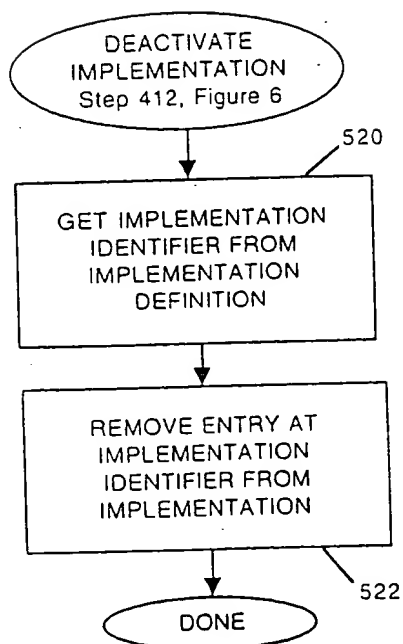 DEACTIVATE
IMPLEMENTATION
Step 412, Figure 6
520
GET IMPLEMENTATION
IDENTIFIER FROM
IMPLEMENTATION
DEFINITION
REMOVE ENTRY AT
IMPLEMENTATION
IDENTIFIER FROM
IMPLEMENTATION
522
DONE